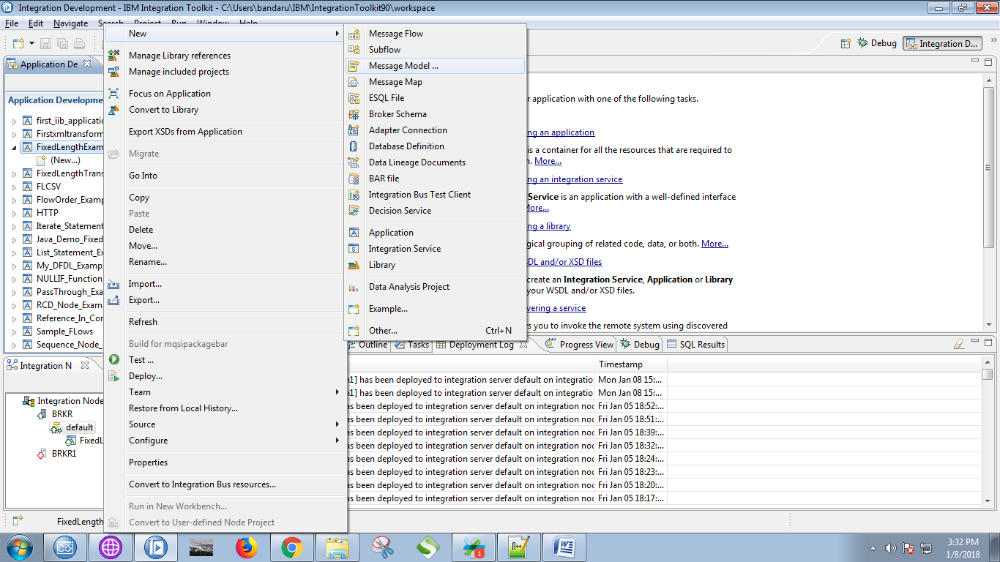 Integration Development - IBM Integration Toolkit - C:\Users\bandaru\IBM\IntegrationToolkit90\workspace
File Edit Navigate Search Project Run Window Help
Debug
Integration D...
Application De
Application Developme
first_iib_applicatio
Firstxmltransform
FixedLengthExam
(New...)
FixedLengthTrans
FLCSV
FlowOrder_Examp
HTTP
Iterate_Statement
Java_Demo_Fixed
List_Statement_Ex
My_DFDL_Examp
NULLIF_Function
PassThrough_Exa
RCD_Node_Exam
Reference_In_Cor
Sample_FLows
Sequence_Node_
Integration N
Integration Node
BRKR
default
FixedL
BRKR1
FixedLength
New
Manage Library references
Manage included projects
Focus on Application
Convert to Library
Export XSDs from Application
Migrate
Go Into
Copy
Paste
Delete
Move...
Rename...
Import...
Export...
Refresh
Build for mqsipackagebar
Test ...
Deploy...
Team
Restore from Local History...
Source
Configure
Properties
Convert to Integration Bus resources...
Run in New Workbench...
Convert to User-defined Node Project
Message Flow
Subflow
Message Model ...
Message Map
ESQL File
Broker Schema
Adapter Connection
Database Definition
Data Lineage Documents
BAR file
Integration Bus Test Client
Decision Service
Application
Integration Service
Library
Data Analysis Project
Example...
Other... Ctrl+N
r application with one of the following tasks.
ng an application
is a container for all the resources that are required to
n. More...
ng an integration service
Service is an application with a well-defined interface
More...
ng a library
gical grouping of related code, data, or both. More...
DL and/or XSD files
create an Integration Service, Application or Library
your WSDL and/or XSD files.
vering a service
s you to invoke the remote system using discovered
Outline Tasks Deployment Log Progress View Debug SQL Results
Timestamp
n1] has been deployed to integration server default on integratio Mon Jan 08 15:...
n1] has been deployed to integration server default on integratio Mon Jan 08 15:...
as been deployed to integration server default on integration noc Fri Jan 05 18:52:...
as been deployed to integration server default on integration noc Fri Jan 05 18:51:...
as been deployed to integration server default on integration noc Fri Jan 05 18:39:...
as been deployed to integration server default on integration noc Fri Jan 05 18:32:...
as been deployed to integration server default on integration noc Fri Jan 05 18:24:...
as been deployed to integration server default on integration noc Fri Jan 05 18:23:...
as been deployed to integration server default on integration noc Fri Jan 05 18:20:...
as been deployed to integration server default on integration noc Fri Jan 05 18:17:...
3:32 PM
1/8/2018